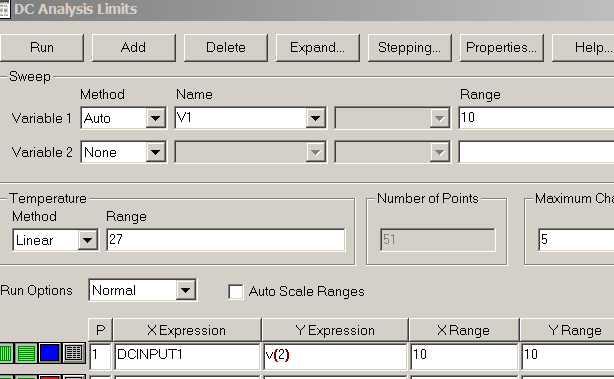 DC Analysis Limits
Run Add Delete Expand... Stepping... Properties... Help...
Sweep
Method Name Range
Variable 1 Auto V1 10
Variable 2 None
Temperature Number of Points Maximum Cha
Method Range
Linear 27 51 5
Run Options Normal Auto Scale Ranges
P X Expression Y Expression X Range Y Range
1 DCINPUT1 v(2) 10 10